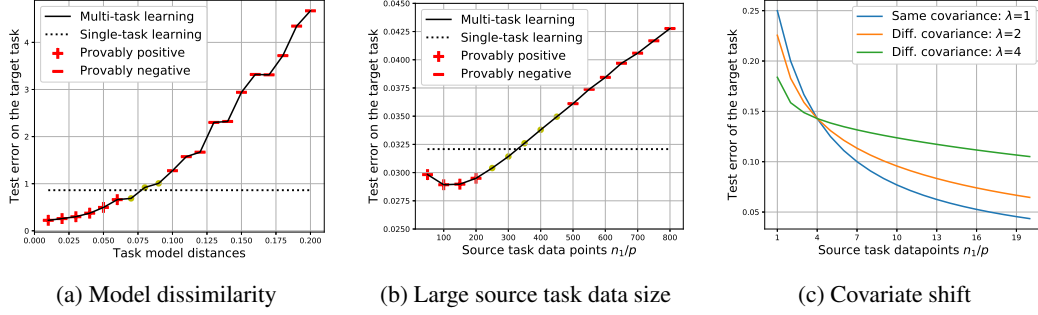 Test error on the target task
4
3
2
1
0
0.000 0.025 0.050 0.075 0.100 0.125 0.150 0.175 0.200
Task model distances
Multi-task learning
Single-task learning
Provably positive
Provably negative
(a) Model dissimilarity
Test error on the target task
0.0450
0.0425
0.0400
0.0375
0.0350
0.0325
0.0300
0.0275
0.0250
100 200 300 400 500 600 700 800
Source task data points n₁/p
Multi-task learning
Single-task learning
Provably positive
Provably negative
(b) Large source task data size
Test error of the target task
0.25
0.20
0.15
0.10
0.05
1 4 7 10 13 16 19
Source task datapoints n₁/p
Same covariance: λ=1
Diff. covariance: λ=2
Diff. covariance: λ=4
(c) Covariate shift